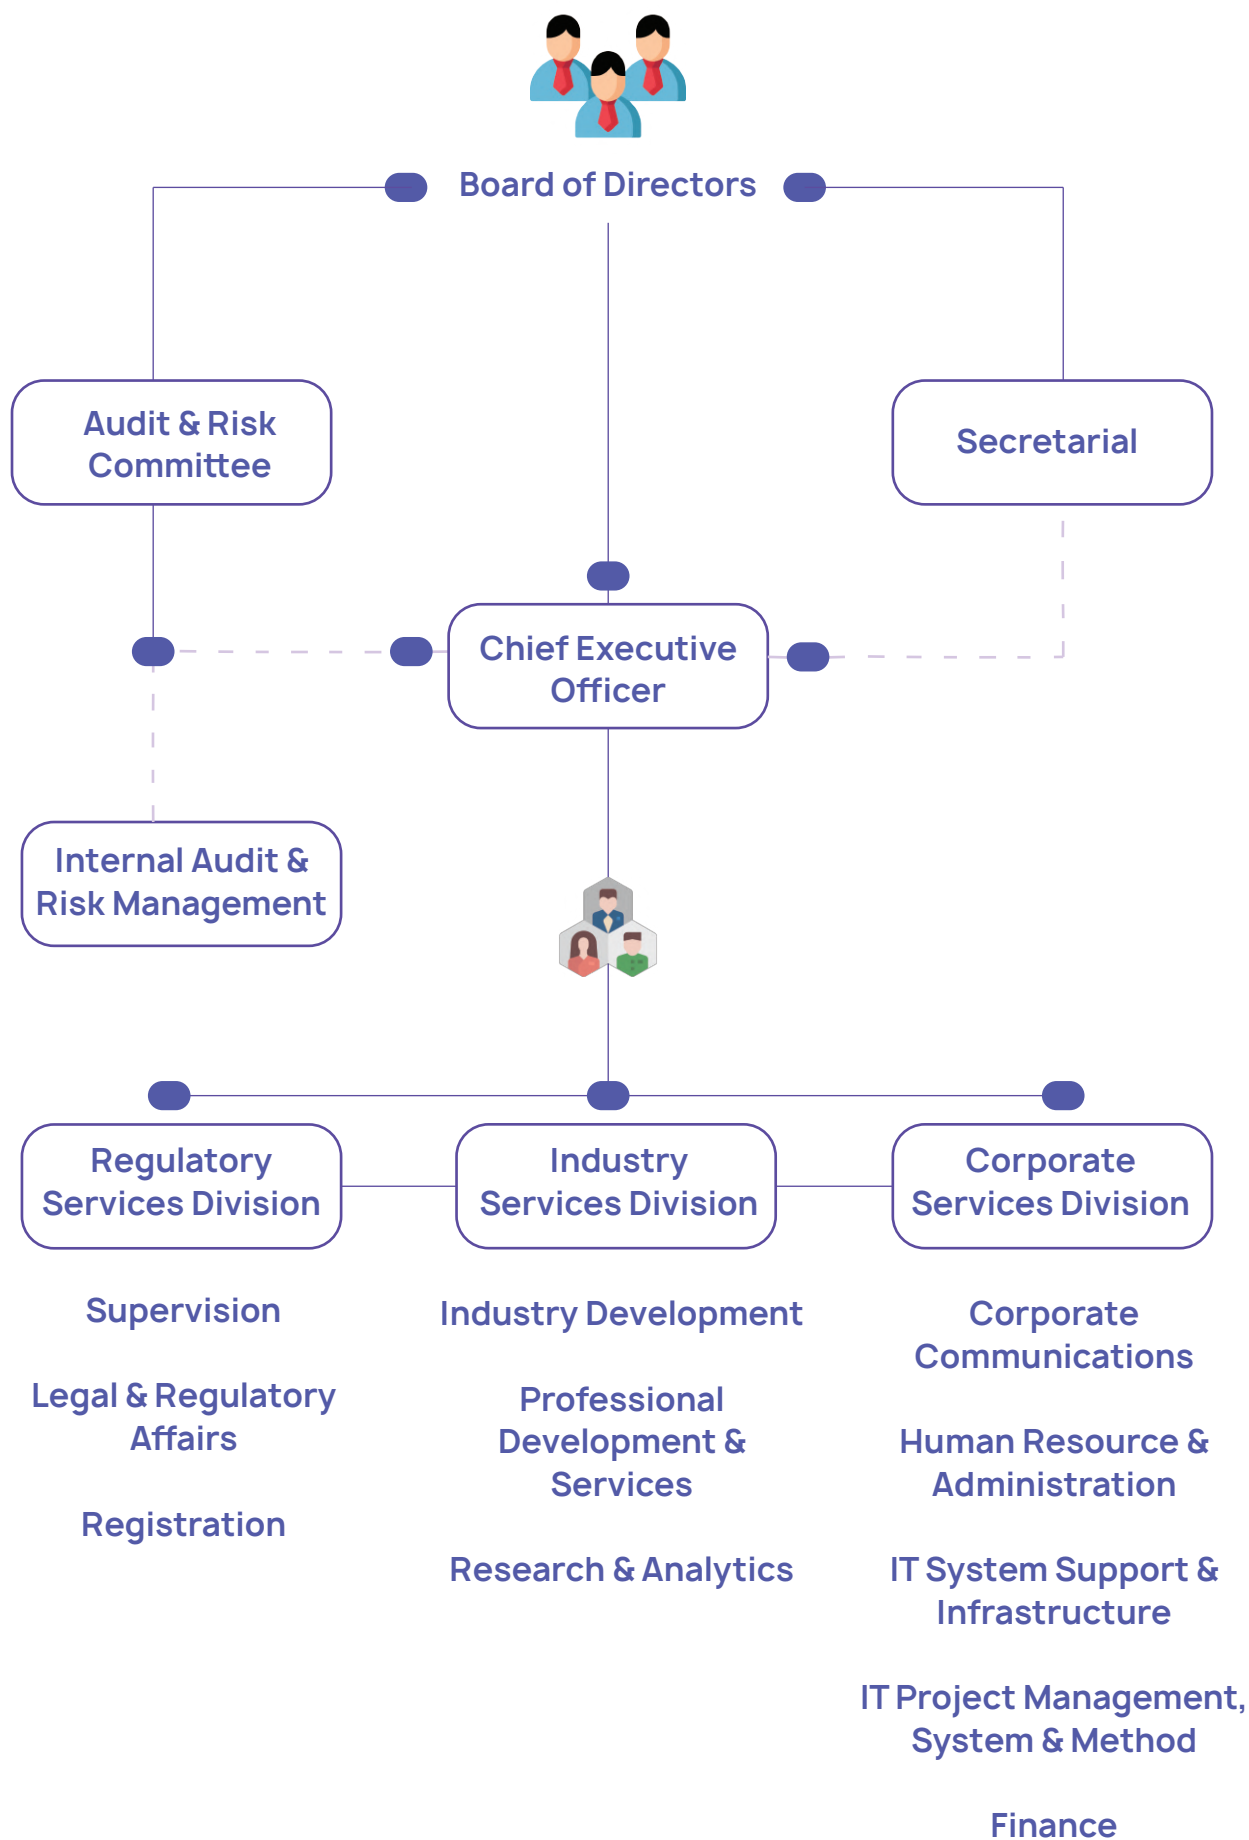 Board of Directors
Audit & Risk
Committee
Secretarial
Chief Executive
Officer
Internal Audit &
Risk Management
Regulatory
Services Division
Supervision
Legal & Regulatory
Affairs
Registration
Industry
Services Division
Industry Development
Professional
Development &
Services
Research & Analytics
Corporate
Services Division
Corporate
Communications
Human Resource &
Administration
IT System Support &
Infrastructure
IT Project Management,
System & Method
Finance